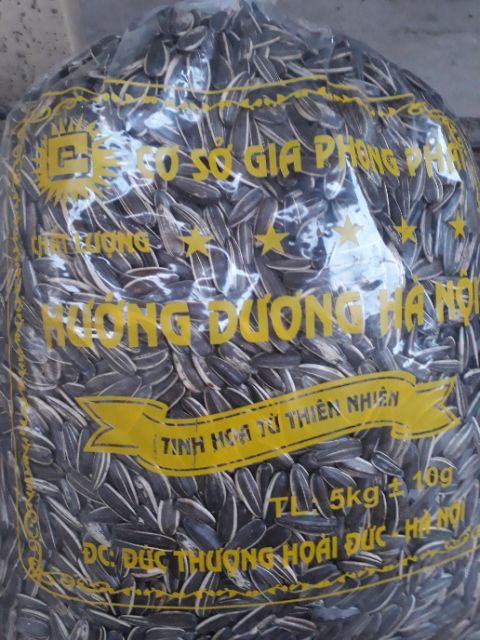 CƠ SỞ GIA PHONG PHÁT
CHẤT LƯỢNG
HƯỚNG DƯƠNG HÀ NỘI
TINH HOA TỪ THIÊN NHIÊN
TL: 5kg ± 10g
ĐC: ĐỨC THƯỢNG HOÀI ĐỨC - HÀ NỘI